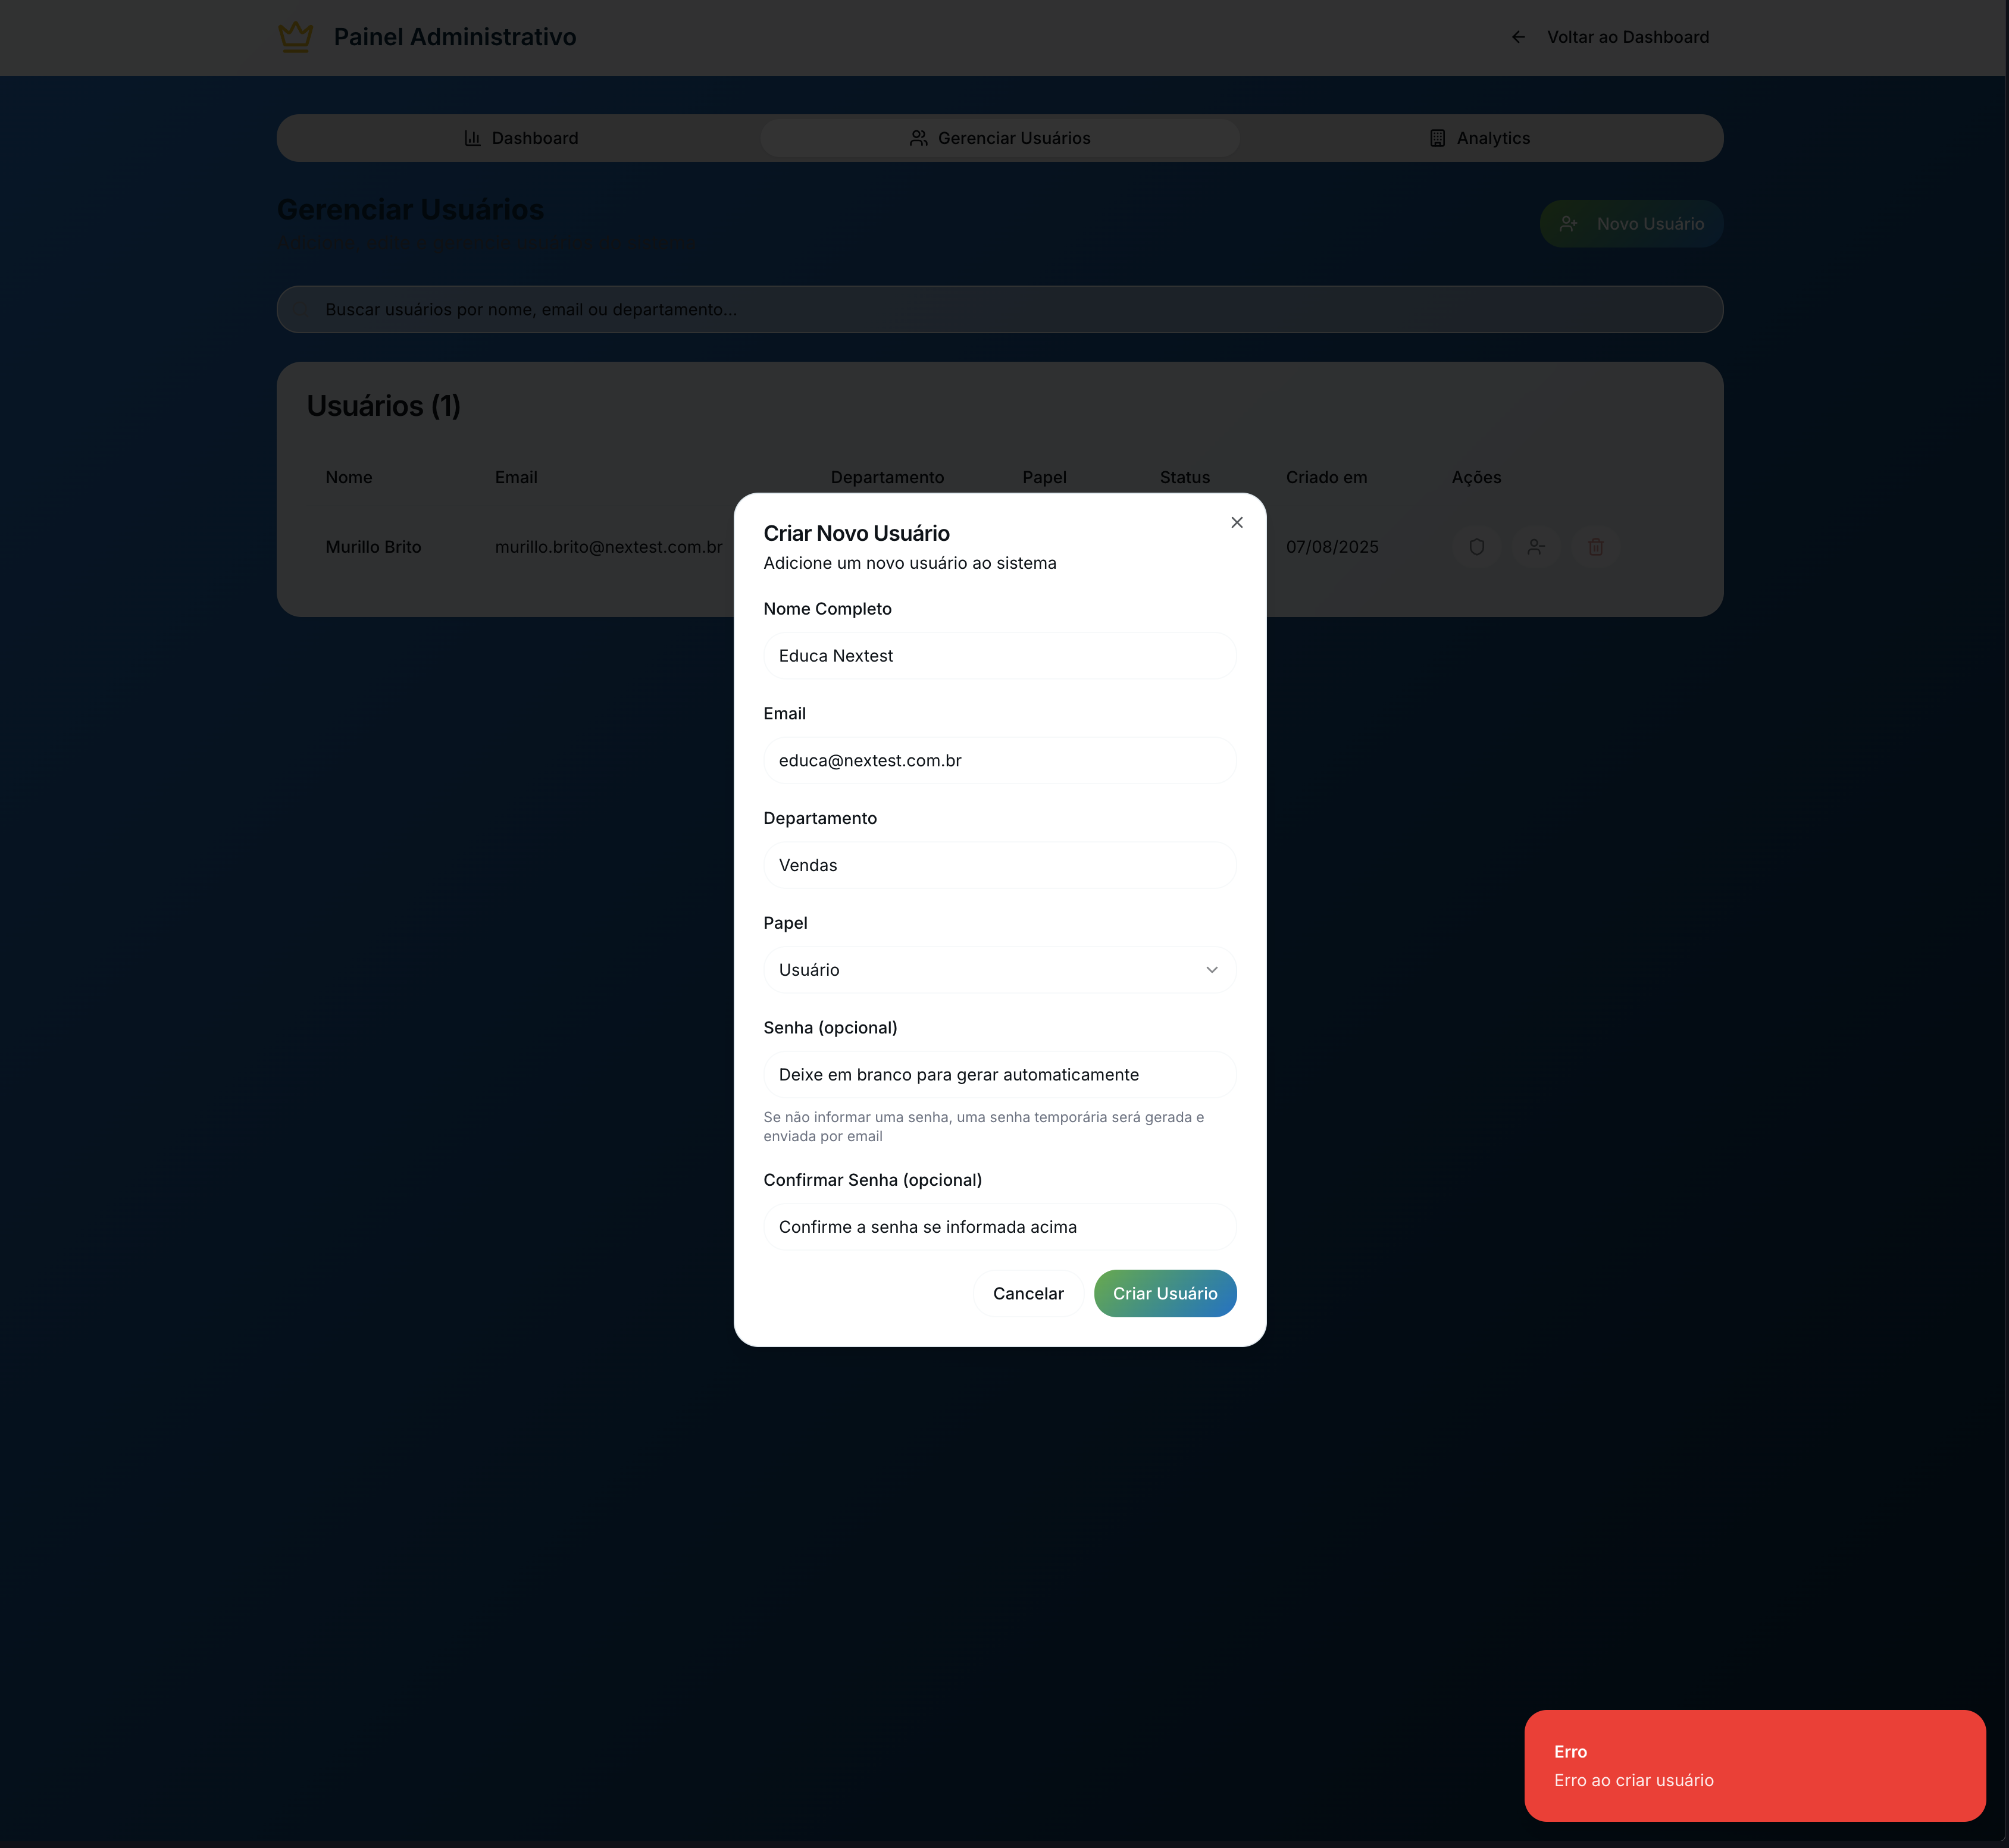 Painel Administrativo
Voltar ao Dashboard
Dashboard
Gerenciar Usuários
Analytics
Gerenciar Usuários
Novo Usuário
Buscar usuários por nome, email ou departamento...
Usuários (1)
Nome Email Departamento Papel Status Criado em Ações
Murillo Brito murillo.brito@nextest.com.br 07/08/2025
Criar Novo Usuário
Adicione um novo usuário ao sistema
Nome Completo
Educa Nextest
Email
educa@nextest.com.br
Departamento
Vendas
Papel
Usuário
Senha (opcional)
Deixe em branco para gerar automaticamente
Se não informar uma senha, uma senha temporária será gerada e
enviada por email
Confirmar Senha (opcional)
Confirme a senha se informada acima
Cancelar
Criar Usuário
Erro
Erro ao criar usuário